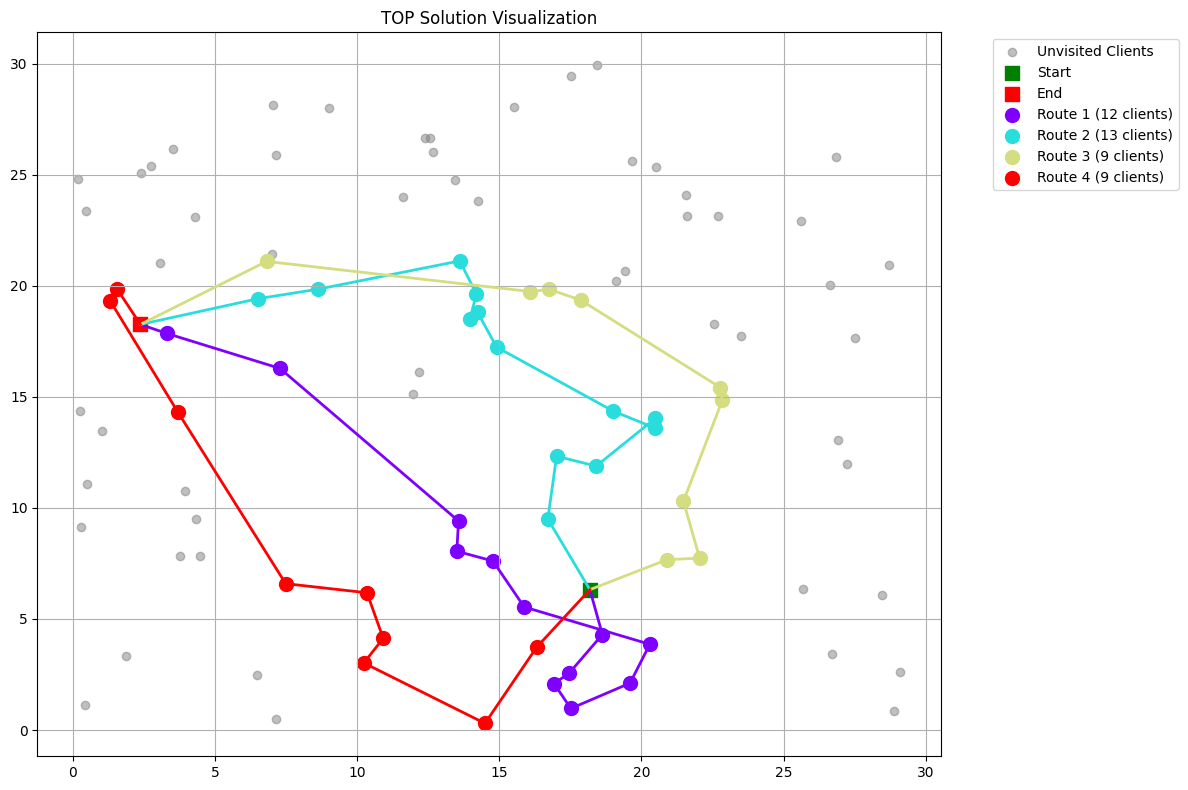 TOP Solution Visualization
Unvisited Clients
Start
End
Route 1 (12 clients)
Route 2 (13 clients)
Route 3 (9 clients)
Route 4 (9 clients)
30
25
20
15
10
5
0
0 5 10 15 20 25 30